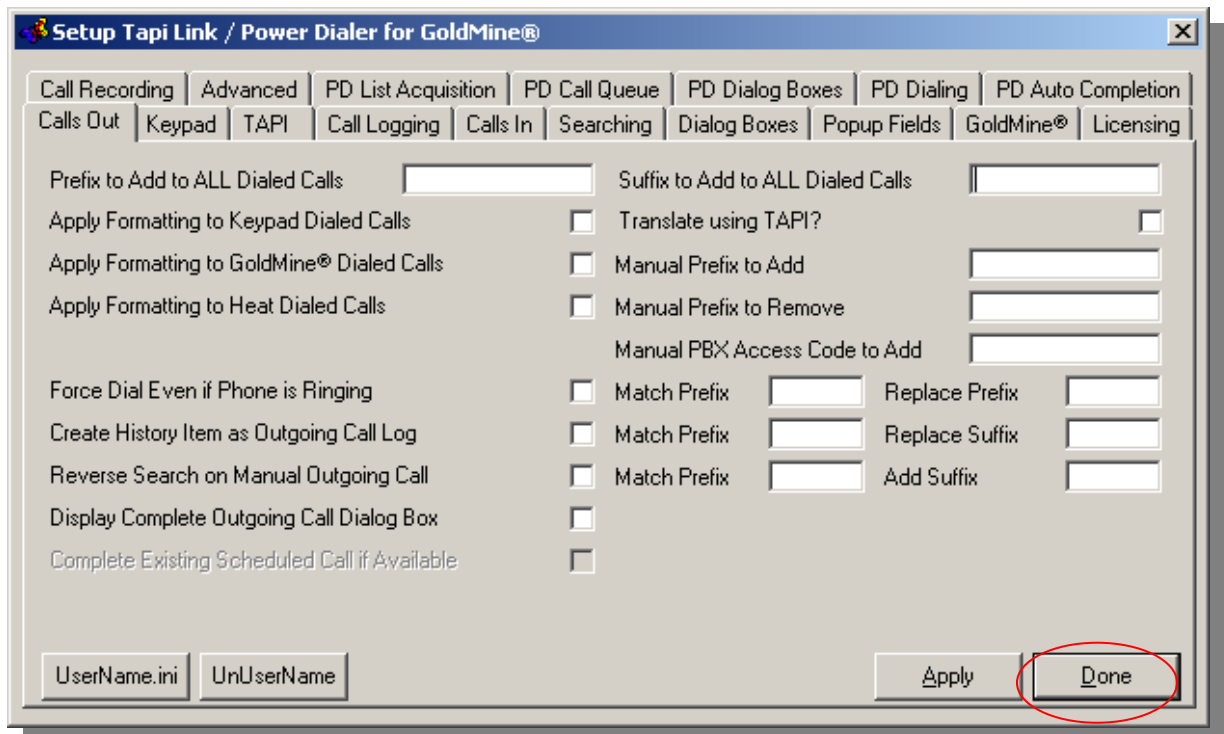 Setup Tapi Link / Power Dialer for GoldMine®
Call Recording Advanced PD List Acquisition PD Call Queue PD Dialog Boxes PD Dialing PD Auto Completion
Calls Out Keypad TAPI Call Logging Calls In Searching Dialog Boxes Popup Fields GoldMine® Licensing
Prefix to Add to ALL Dialed Calls Suffix to Add to ALL Dialed Calls
Apply Formatting to Keypad Dialed Calls Translate using TAPI?
Apply Formatting to GoldMine® Dialed Calls Manual Prefix to Add
Apply Formatting to Heat Dialed Calls Manual Prefix to Remove
Manual PBX Access Code to Add
Force Dial Even if Phone is Ringing Match Prefix Replace Prefix
Create History Item as Outgoing Call Log Match Prefix Replace Suffix
Reverse Search on Manual Outgoing Call Match Prefix Add Suffix
Display Complete Outgoing Call Dialog Box
Complete Existing Scheduled Call if Available
UserName.ini UnUserName Apply Done